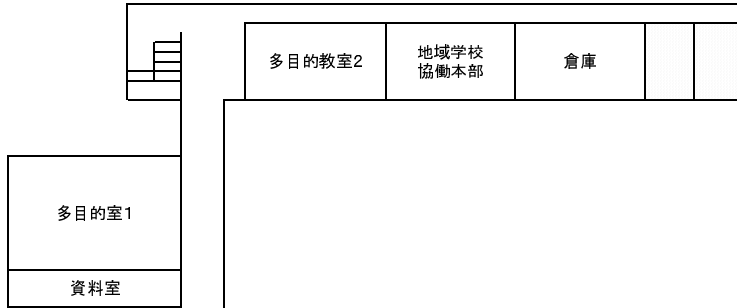 多目的教室2
地域学校
協働本部
倉庫
多目的室1
資料室